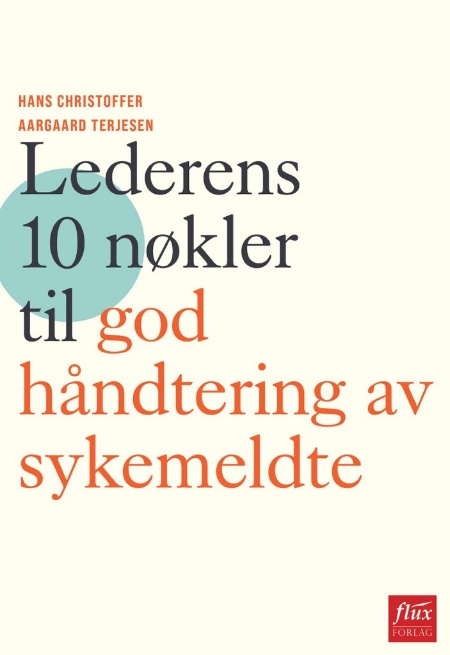 HANS CHRISTOFFER
AARGAARD TERJESEN
Lederens
10 nøkler
til god
håndtering av
sykemeldte
flux
FORLAG